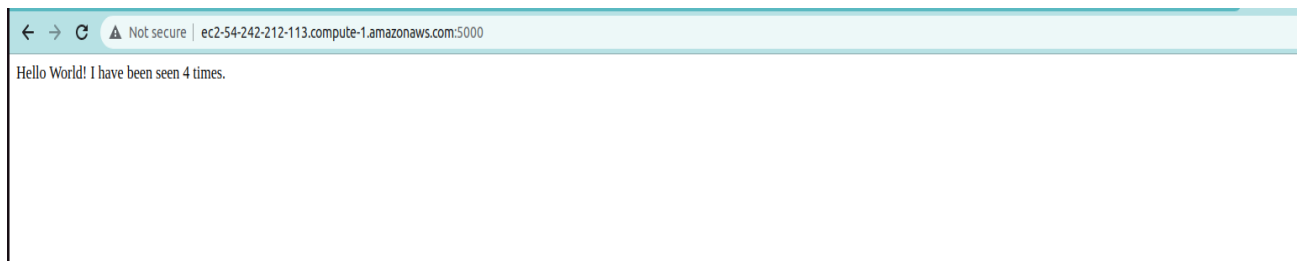 Not secure | ec2-54-242-212-113.compute-1.amazonaws.com:5000
Hello World! I have been seen 4 times.